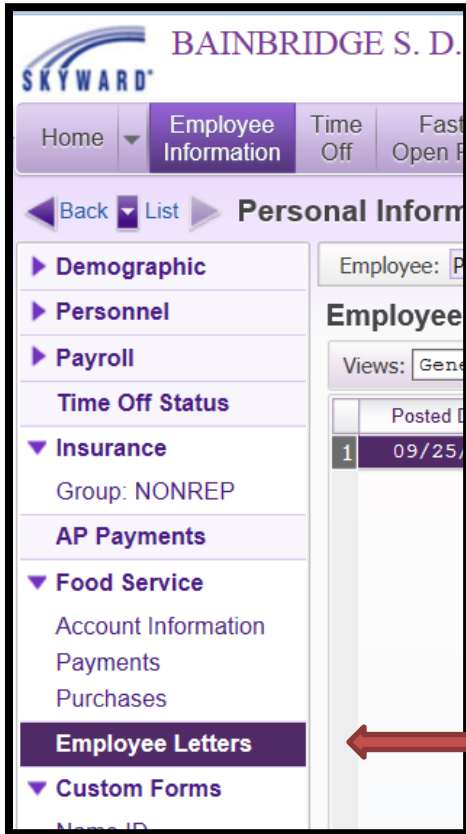 BAINBRIDGE S. D.
SKYWARD
Home
Employee Information
Time Off
Fast
Open
Back List Personal Inform
Demographic
Personnel
Payroll
Time Off Status
Insurance
Group: NONREP
AP Payments
Food Service
Account Information
Payments
Purchases
Employee Letters
Custom Forms
Employee: P
Employee
Views: Gene
Posted D
1 09/25/